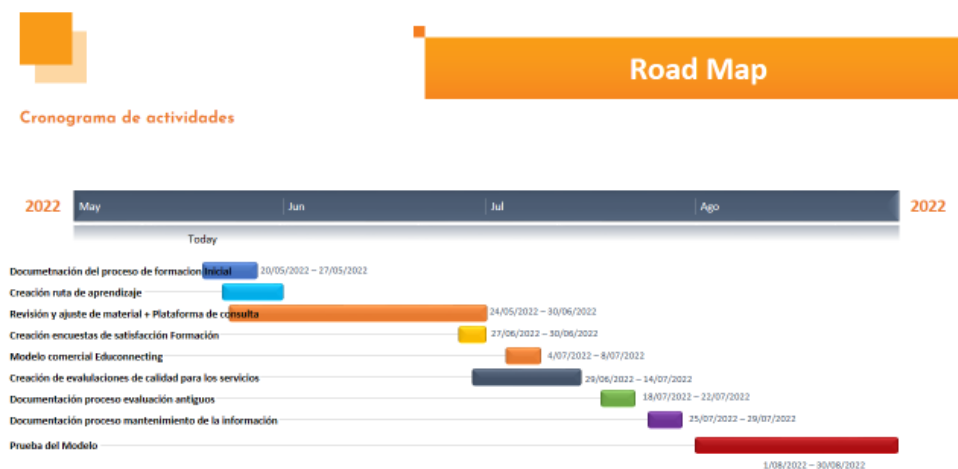 Road Map
Cronograma de actividades
2022 May Jun Jul Ago 2022
Today
Documetnación del proceso de formacion Inicial 20/05/2022 – 27/05/2022
Creación ruta de aprendizaje
Revisión y ajuste de material + Plataforma de consulta 24/05/2022 – 30/06/2022
Creación encuestas de satisfacción Formación 27/06/2022 – 30/06/2022
Modelo comercial Educonnecting 4/07/2022 – 8/07/2022
Creación de evalulaciones de calidad para los servicios 29/06/2022 – 14/07/2022
Documentación proceso evaluación antiguos 18/07/2022 – 22/07/2022
Documentación proceso mantenimiento de la información 25/07/2022 – 29/07/2022
Prueba del Modelo
1/08/2022 – 30/08/2022